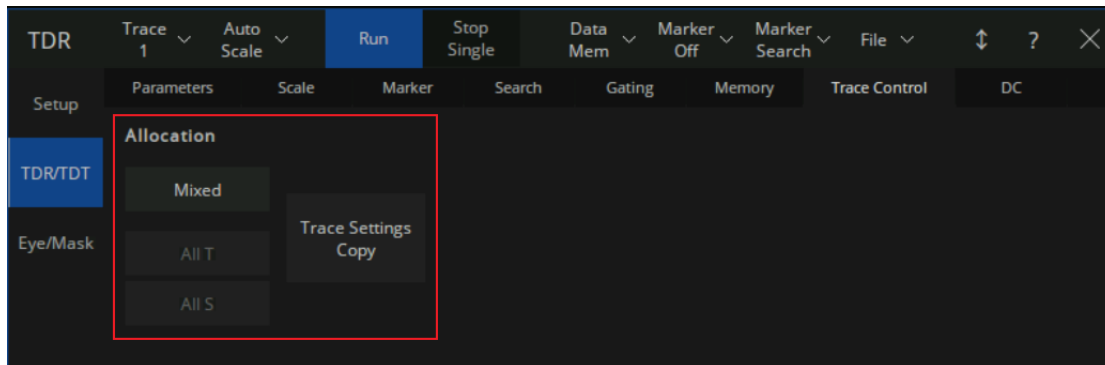 TDR Trace 1 Auto Scale Run Stop Single Data Mem Marker Off Marker Search File ?
Setup Parameters Scale Marker Search Gating Memory Trace Control DC
Allocation
TDR/TDT
Mixed
Trace Settings
Copy
Eye/Mask
All T
All S